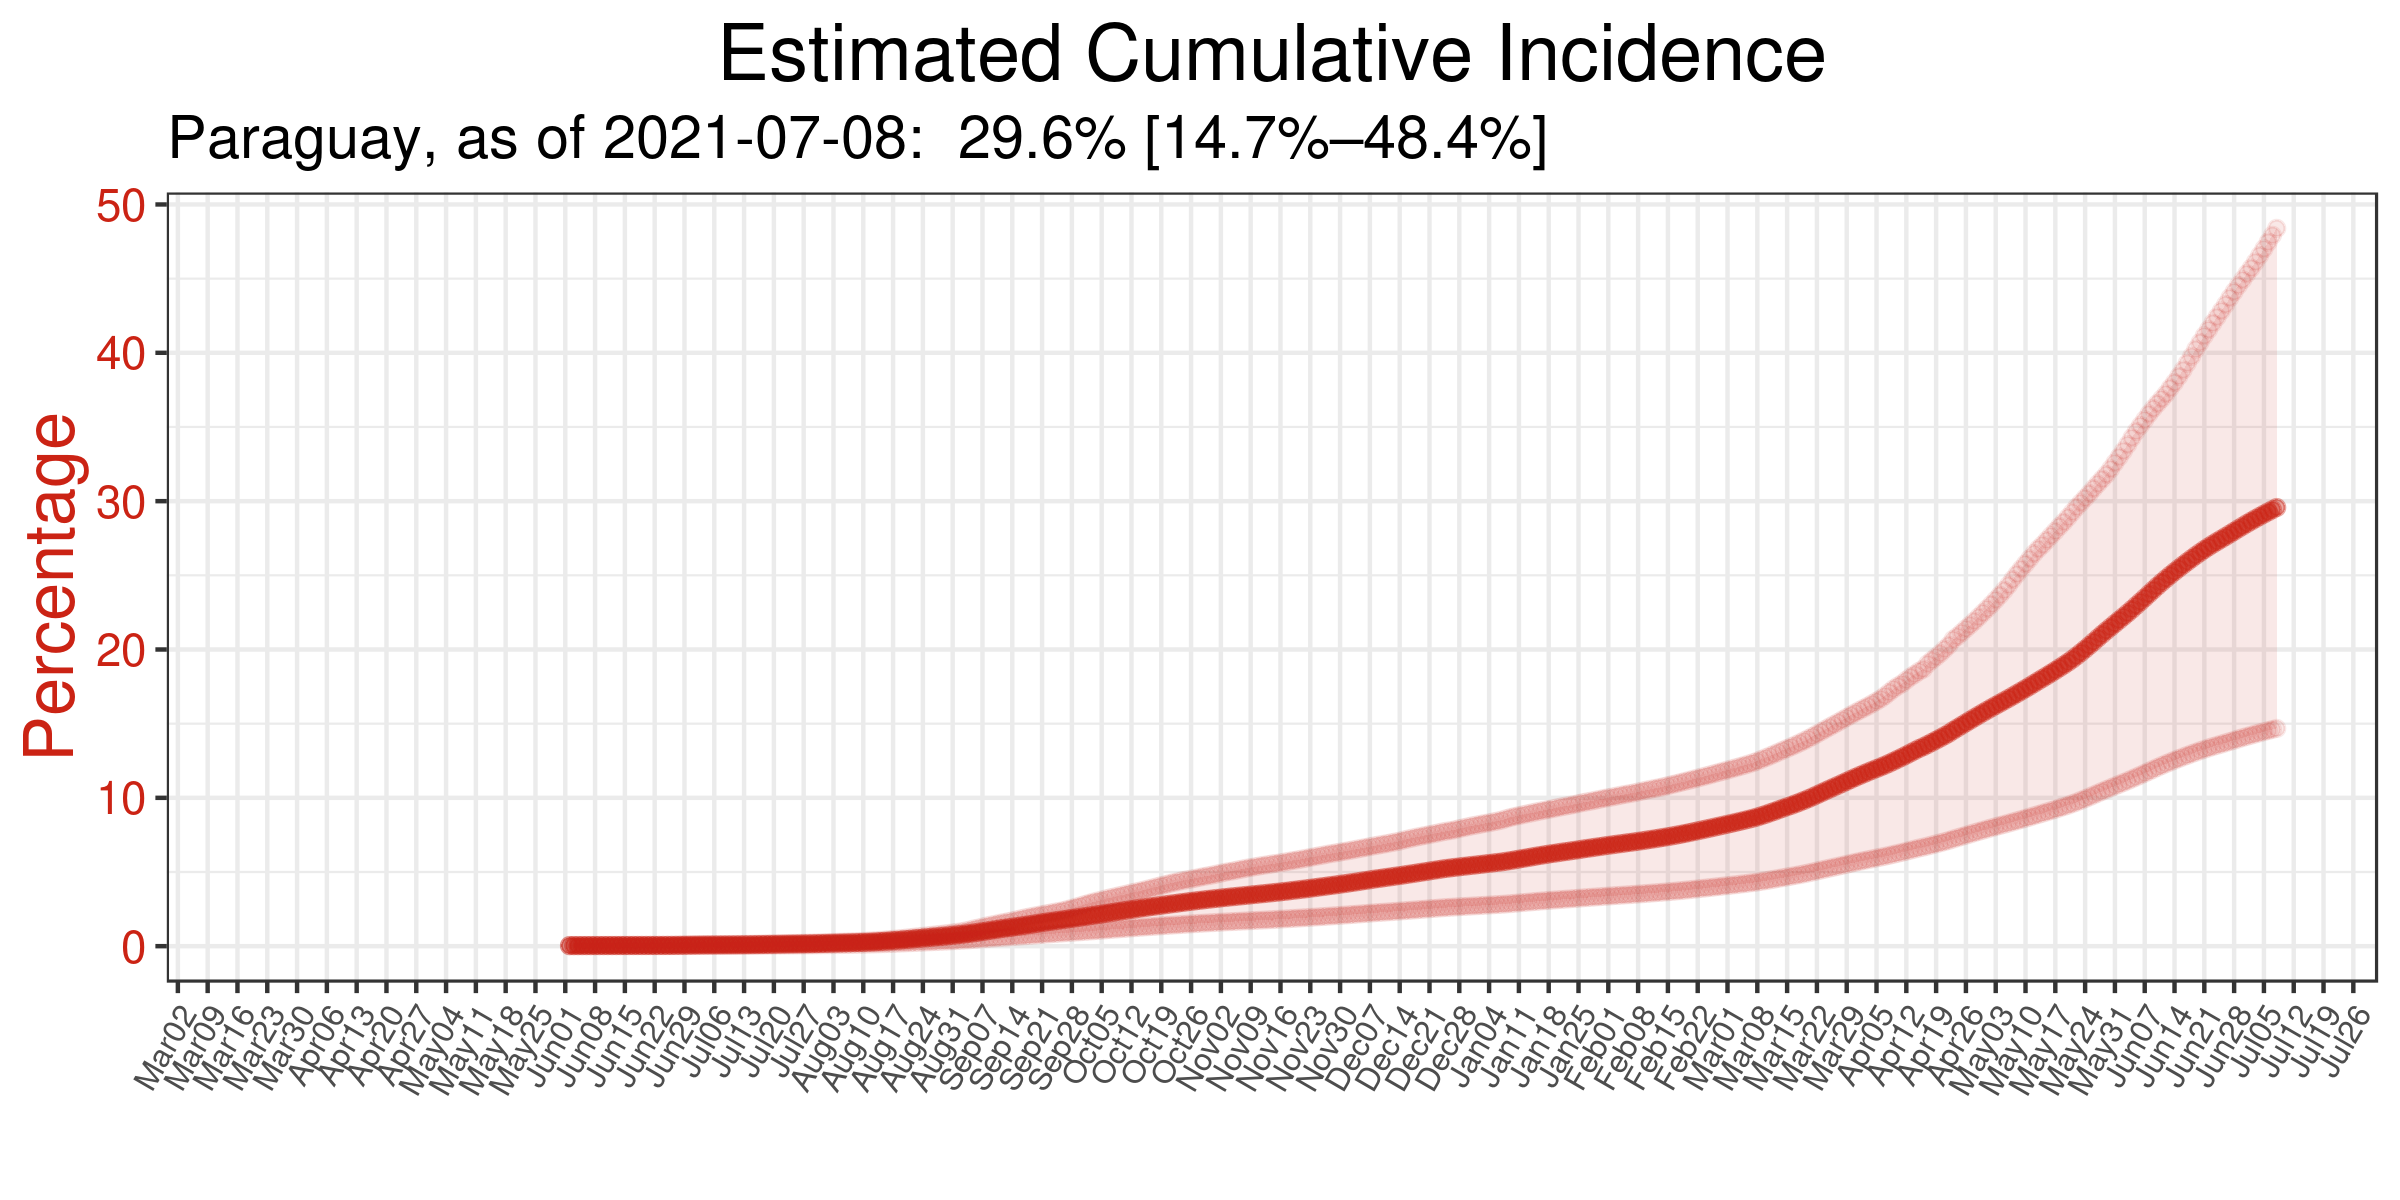 Estimated Cumulative Incidence
Paraguay, as of 2021-07-08:  29.6% [14.7%–48.4%]
Percentage
50
40
30
20
10
0
Mar02
Mar09
Mar16
Mar23
Mar30
Apr06
Apr13
Apr20
Apr27
May04
May11
May18
May25
Jun01
Jun08
Jun15
Jun22
Jun29
Jul06
Jul13
Jul20
Jul27
Aug03
Aug10
Aug17
Aug24
Aug31
Sep07
Sep14
Sep21
Sep28
Oct05
Oct12
Oct19
Oct26
Nov02
Nov09
Nov16
Nov23
Nov30
Dec07
Dec14
Dec21
Dec28
Jan04
Jan11
Jan18
Jan25
Feb01
Feb08
Feb15
Feb22
Mar01
Mar08
Mar15
Mar22
Mar29
Apr05
Apr12
Apr19
Apr26
May03
May10
May17
May24
May31
Jun07
Jun14
Jun21
Jun28
Jul05
Jul12
Jul19
Jul26